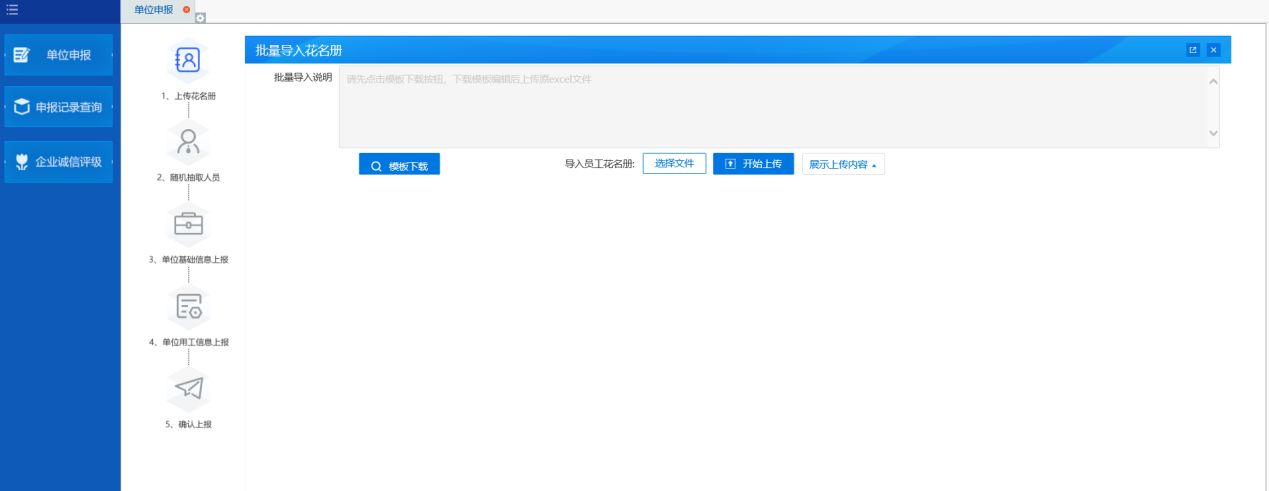 单位申报
单位申报
申报记录查询
企业诚信评级
1、上传花名册
2、随机抽取人员
3、单位基础信息上报
4、单位用工信息上报
5、确认上报
批量导入花名册
批量导入说明
请先点击模板下载按钮，下载模板编辑后上传原excel文件
模板下载
导入员工花名册:
选择文件
开始上传
展示上传内容